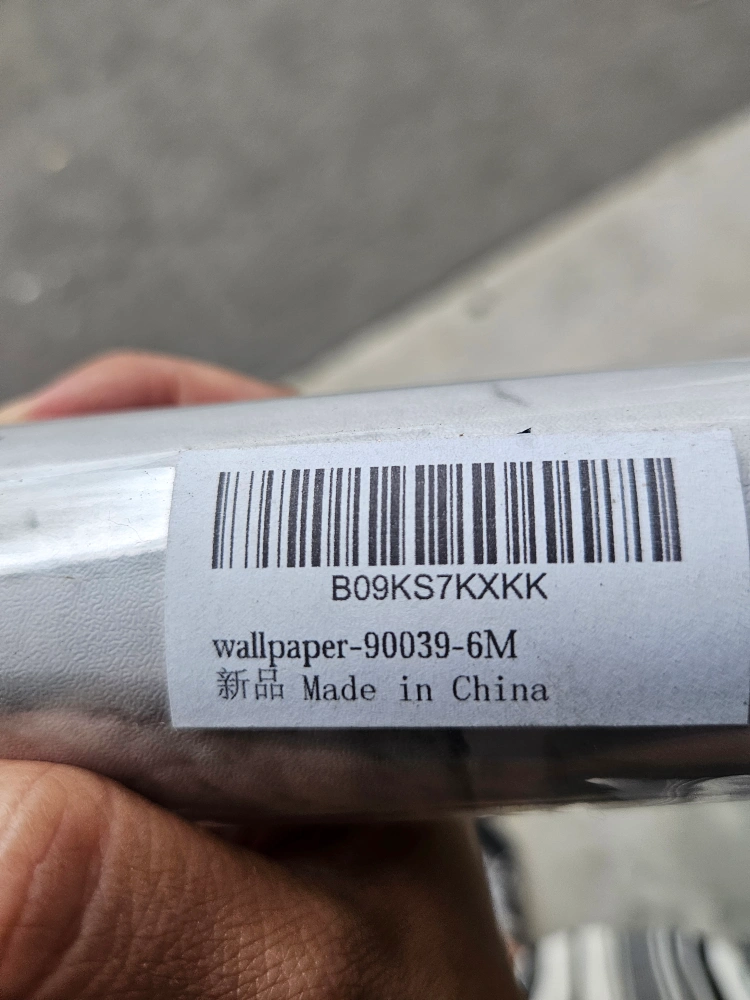 B09KS7KXKK
wallpaper-90039-6M
新品 Made in China